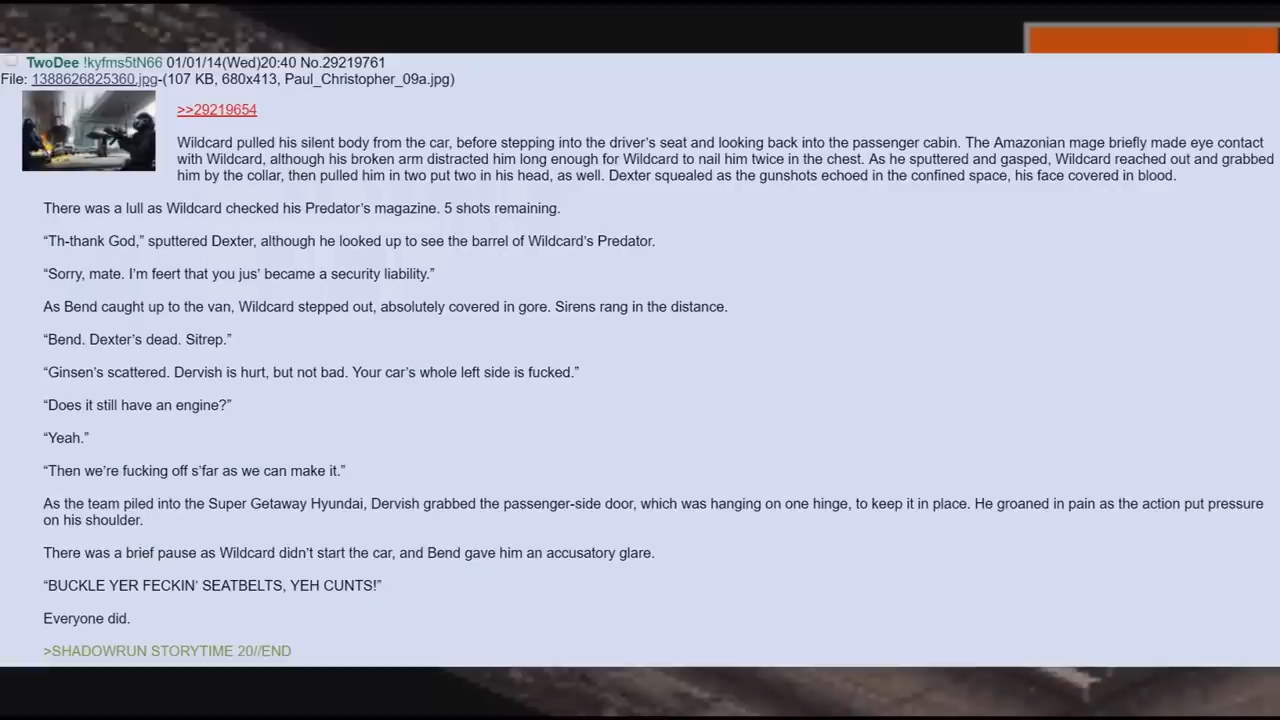 TwoDee !kyfms5tN66 01/01/14(Wed)20:40 No.29219761
File: 1388626825360.jpg-(107 KB, 680x413, Paul_Christopher_09a.jpg)
>>29219654
Wildcard pulled his silent body from the car, before stepping into the driver’s seat and looking back into the passenger cabin. The Amazonian mage briefly made eye contact
with Wildcard, although his broken arm distracted him long enough for Wildcard to nail him twice in the chest. As he sputtered and gasped, Wildcard reached out and grabbed
him by the collar, then pulled him in two put two in his head, as well. Dexter squealed as the gunshots echoed in the confined space, his face covered in blood.
There was a lull as Wildcard checked his Predator’s magazine. 5 shots remaining.
“Th-thank God,” sputtered Dexter, although he looked up to see the barrel of Wildcard’s Predator.
“Sorry, mate. I’m feert that you jus’ became a security liability.”
As Bend caught up to the van, Wildcard stepped out, absolutely covered in gore. Sirens rang in the distance.
“Bend. Dexter’s dead. Sitrep.”
“Ginsen’s scattered. Dervish is hurt, but not bad. Your car’s whole left side is fucked.”
“Does it still have an engine?”
“Yeah.”
“Then we’re fucking off s’far as we can make it.”
As the team piled into the Super Getaway Hyundai, Dervish grabbed the passenger-side door, which was hanging on one hinge, to keep it in place. He groaned in pain as the action put pressure
on his shoulder.
There was a brief pause as Wildcard didn’t start the car, and Bend gave him an accusatory glare.
“BUCKLE YER FECKIN’ SEATBELTS, YEH CUNTS!”
Everyone did.
>SHADOWRUN STORYTIME 20//END